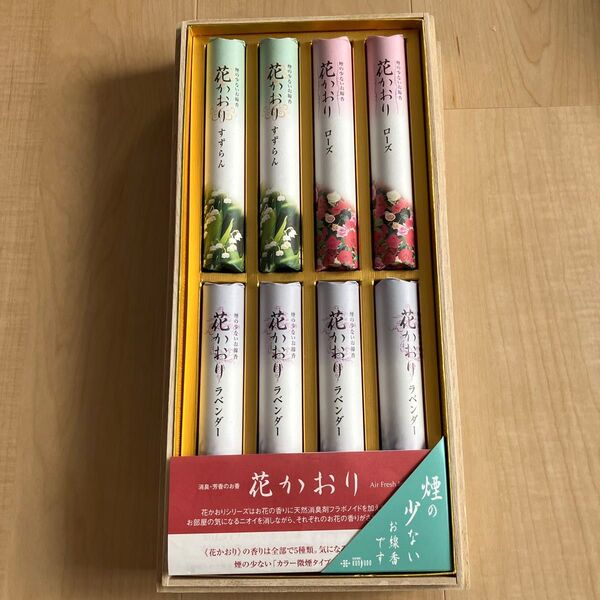 煙の少ないお線香
花かおり
すずらん
煙の少ないお線香
花かおり
すずらん
煙の少ないお線香
花かおり
ローズ
煙の少ないお線香
花かおり
ローズ
煙の少ないお線香
花かおり
ラベンダー
煙の少ないお線香
花かおり
ラベンダー
煙の少ないお線香
花かおり
ラベンダー
煙の少ないお線香
花かおり
ラベンダー
消臭・芳香のお香 花かおり Air Fresh
花かおりシリーズはお花の香りに天然消臭剤フラボノイドを加え
お部屋の気になるニオイを消しながら、それぞれのお花の香りが
《花かおり》の香りは全部で5種類。気になる
煙の少ない「カラー微煙タイプ
煙の
少ない
お線香
です